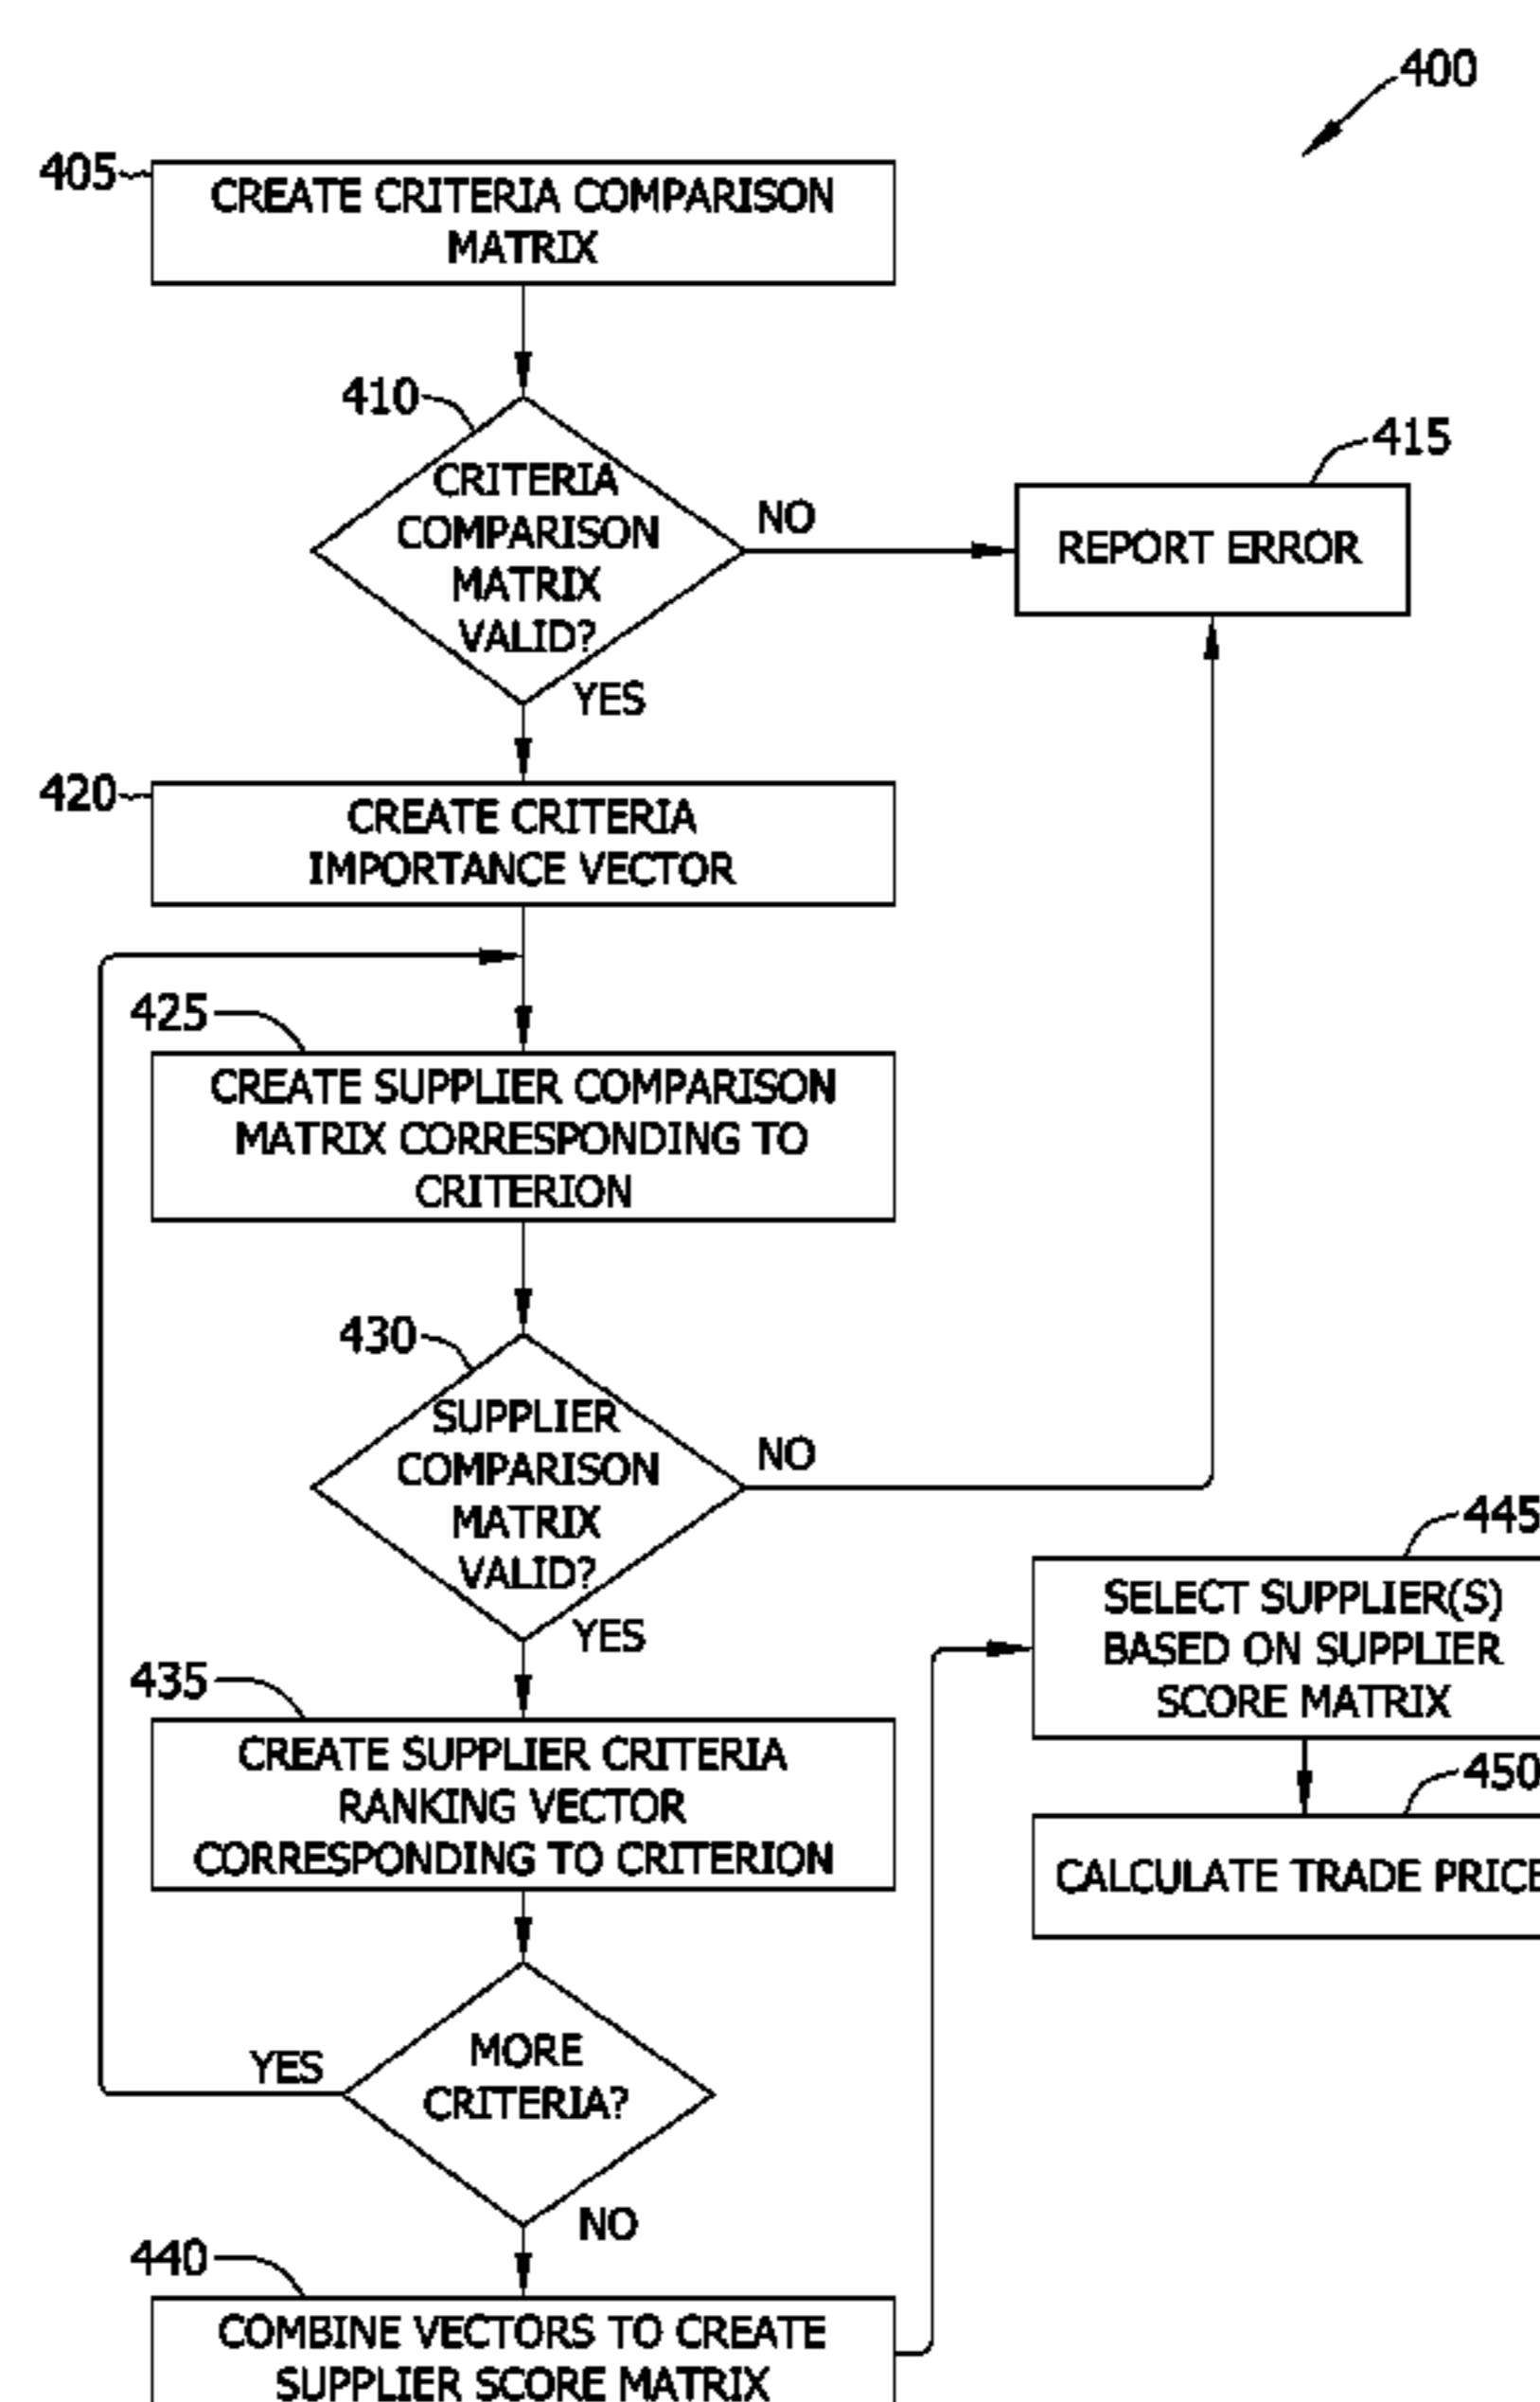 400
405
CREATE CRITERIA COMPARISON
MATRIX
410
CRITERIA
COMPARISON
MATRIX
VALID?
NO
YES
415
REPORT ERROR
420
CREATE CRITERIA
IMPORTANCE VECTOR
425
CREATE SUPPLIER COMPARISON
MATRIX CORRESPONDING TO
CRITERION
430
SUPPLIER
COMPARISON
MATRIX
VALID?
NO
YES
435
CREATE SUPPLIER CRITERIA
RANKING VECTOR
CORRESPONDING TO CRITERION
MORE
CRITERIA?
YES
NO
440
COMBINE VECTORS TO CREATE
SUPPLIER SCORE MATRIX
445
SELECT SUPPLIER(S)
BASED ON SUPPLIER
SCORE MATRIX
450
CALCULATE TRADE PRICE